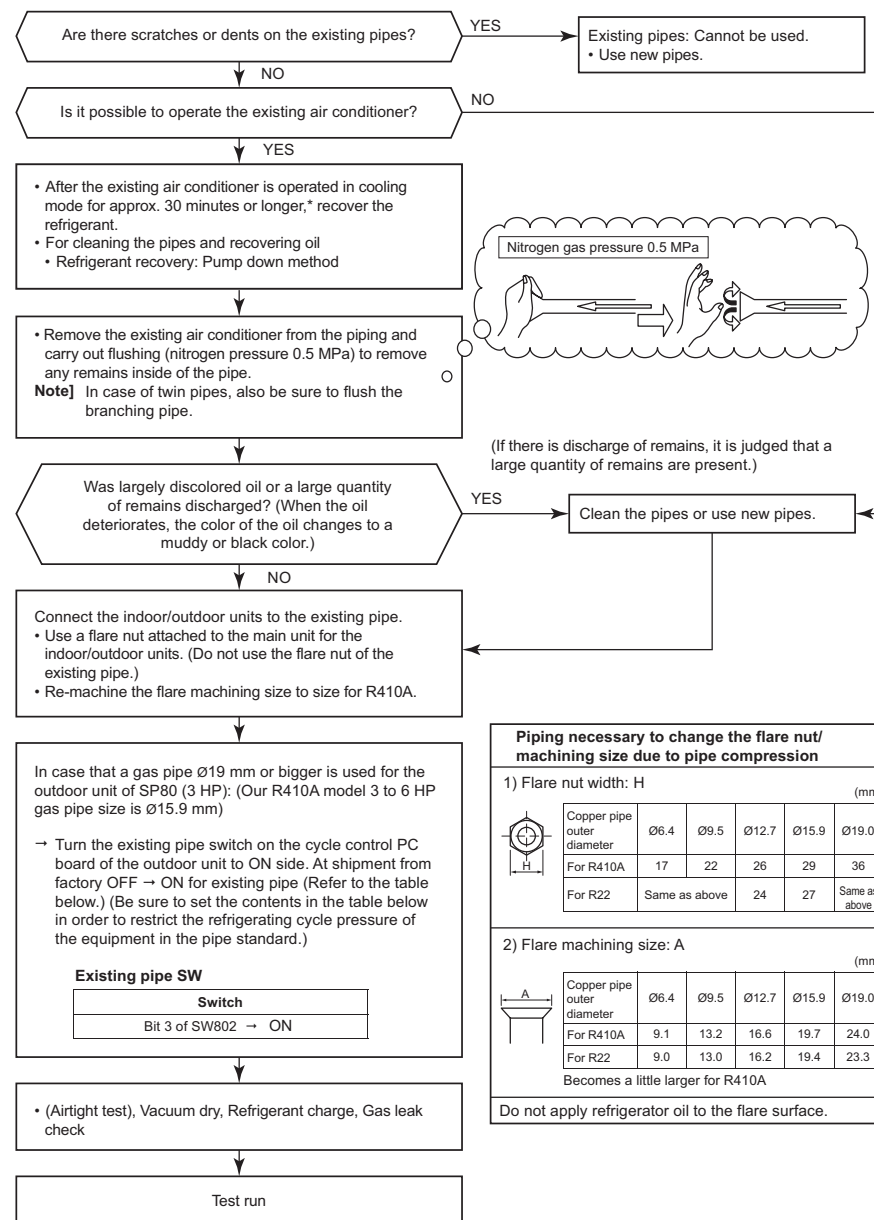 Are there scratches or dents on the existing pipes?
YES
Existing pipes: Cannot be used.
• Use new pipes.
NO
Is it possible to operate the existing air conditioner?
NO
YES
• After the existing air conditioner is operated in cooling
mode for approx. 30 minutes or longer,* recover the
refrigerant.
• For cleaning the pipes and recovering oil
• Refrigerant recovery: Pump down method
Nitrogen gas pressure 0.5 MPa
• Remove the existing air conditioner from the piping and
carry out flushing (nitrogen pressure 0.5 MPa) to remove
any remains inside of the pipe.
Note] In case of twin pipes, also be sure to flush the
branching pipe.
(If there is discharge of remains, it is judged that a
large quantity of remains are present.)
Was largely discolored oil or a large quantity
of remains discharged? (When the oil
deteriorates, the color of the oil changes to a
muddy or black color.)
YES
Clean the pipes or use new pipes.
NO
Connect the indoor/outdoor units to the existing pipe.
• Use a flare nut attached to the main unit for the
indoor/outdoor units. (Do not use the flare nut of the
existing pipe.)
• Re-machine the flare machining size to size for R410A.
In case that a gas pipe Ø19 mm or bigger is used for the
outdoor unit of SP80 (3 HP): (Our R410A model 3 to 6 HP
gas pipe size is Ø15.9 mm)
→ Turn the existing pipe switch on the cycle control PC
board of the outdoor unit to ON side. At shipment from
factory OFF → ON for existing pipe (Refer to the table
below.) (Be sure to set the contents in the table below
in order to restrict the refrigerating cycle pressure of
the equipment in the pipe standard.)
Existing pipe SW
Switch
Bit 3 of SW802 → ON
• (Airtight test), Vacuum dry, Refrigerant charge, Gas leak
check
Test run
Piping necessary to change the flare nut/
machining size due to pipe compression
1) Flare nut width: H
(mm
H
Copper pipe
outer
diameter
Ø6.4 Ø9.5 Ø12.7 Ø15.9 Ø19.0
For R410A 17 22 26 29 36
For R22 Same as above 24 27 Same as
above
2) Flare machining size: A
(mm
A
Copper pipe
outer
diameter
Ø6.4 Ø9.5 Ø12.7 Ø15.9 Ø19.0
For R410A 9.1 13.2 16.6 19.7 24.0
For R22 9.0 13.0 16.2 19.4 23.3
Becomes a little larger for R410A
Do not apply refrigerator oil to the flare surface.